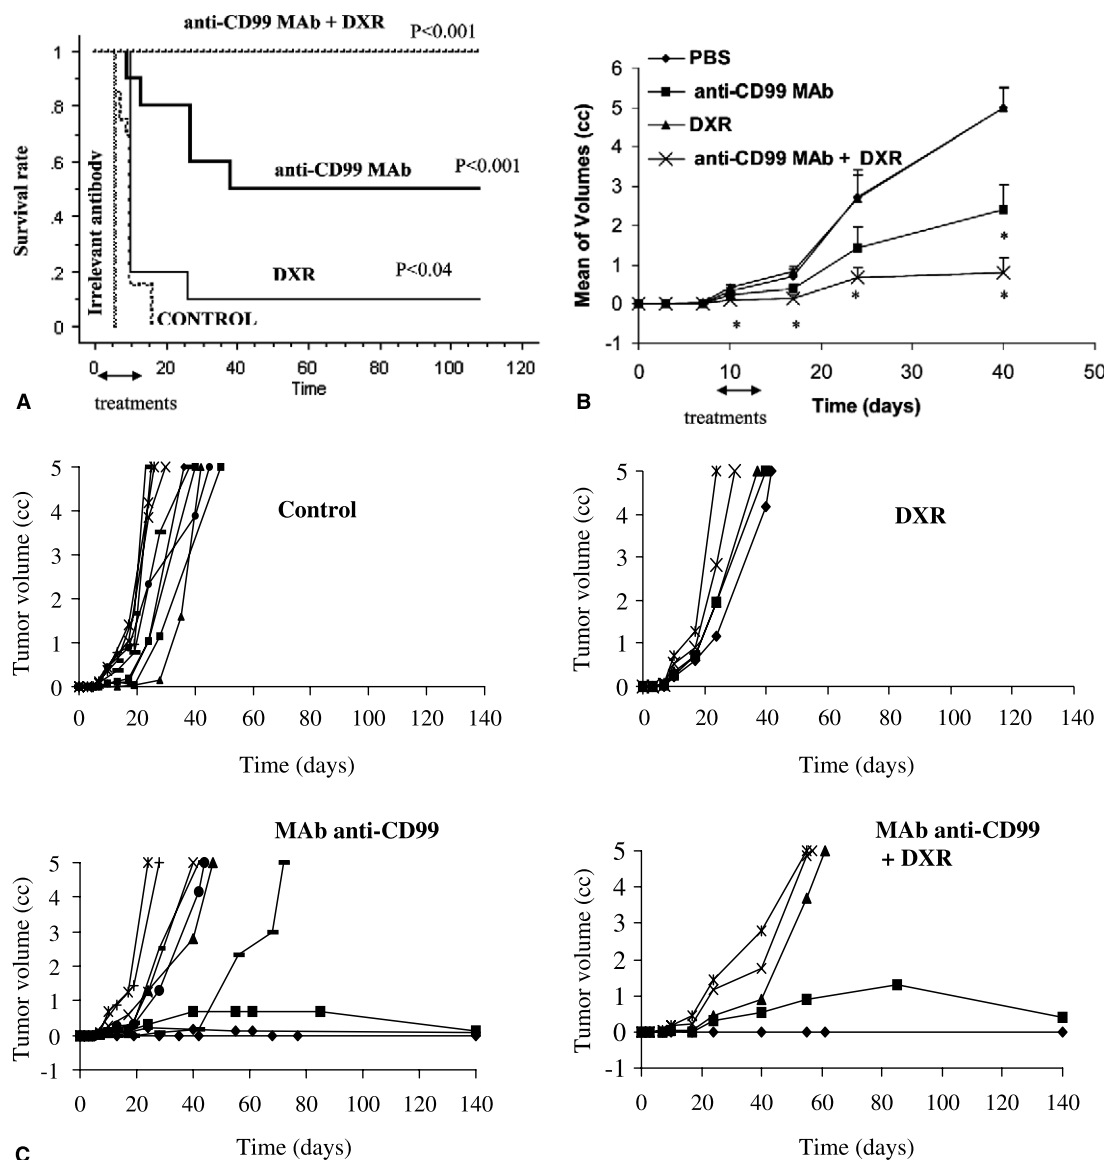 anti-CD99 MAb + DXR
P<0.001
1
.8
.6
.4
.2
0
Survival rate
Irrelevant antibody
anti-CD99 MAb
P<0.001
DXR
P<0.04
CONTROL
0 20 40 60 80 100 120
Time
treatments
A
PBS
anti-CD99 MAb
DXR
anti-CD99 MAb + DXR
6
5
4
3
2
1
0
-1
Mean of Volumes (cc)
* * * * *
0 10 20 30 40 50
Time (days)
treatments
B
Control
5
4
3
2
1
0
Tumor volume (cc)
0 20 40 60 80 100 120 140
Time (days)
DXR
5
4
3
2
1
0
Tumor volume (cc)
0 20 40 60 80 100 120 140
Time (days)
MAb anti-CD99
5
4
3
2
1
0
-1
Tumor volume (cc)
0 20 40 60 80 100 120 140
Time (days)
MAb anti-CD99
+ DXR
5
4
3
2
1
0
-1
Tumor volume (cc)
0 20 40 60 80 100 120 140
Time (days)
C